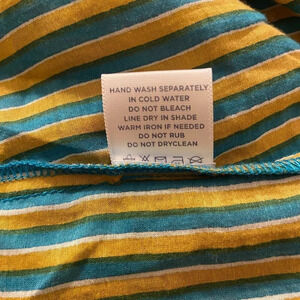 HAND WASH SEPARATELY
IN COLD WATER
DO NOT BLEACH
LINE DRY IN SHADE
WARM IRON IF NEEDED
DO NOT RUB
DO NOT DRYCLEAN